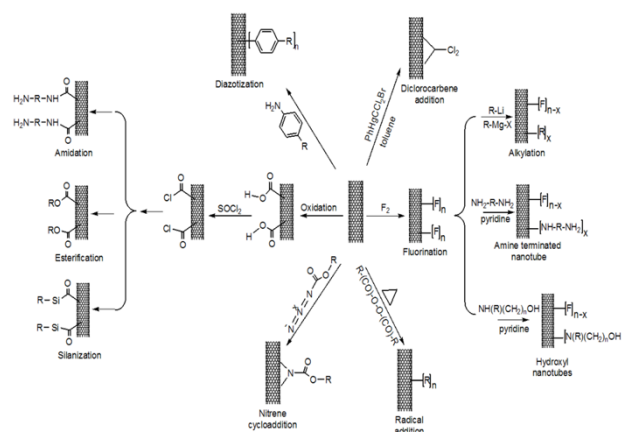 R
n
Diazotization
Cl2
Diclorocarbene
addition
H2N-R-NH
O
H2N-R-NH
O
Amidation
H2N
R
PhHgCCl2Br
toluene
R-Li
R-Mg-X
[F]n-x
[R]x
Alkylation
RO
O
RO
O
Esterification
Cl
O
Cl
O
SOCl2
O
H
O
O
H
O
Oxidation
F2
[F]n
[F]n
Fluorination
NH2-R-NH2
pyridine
[F]n-x
[NH-R-NH2]x
Amine terminated
nanotube
R-Si
O
R-Si
O
Silanization
N
N
N
O
O
R
R-(CO)-O-O-(CO)-R
NH(R)(CH2)nOH
pyridine
[F]n-x
N(R)(CH2)nOH
Hydroxyl
nanotubes
N
O
O
R
Nitrene
cycloaddition
[R]n
Radical
addition